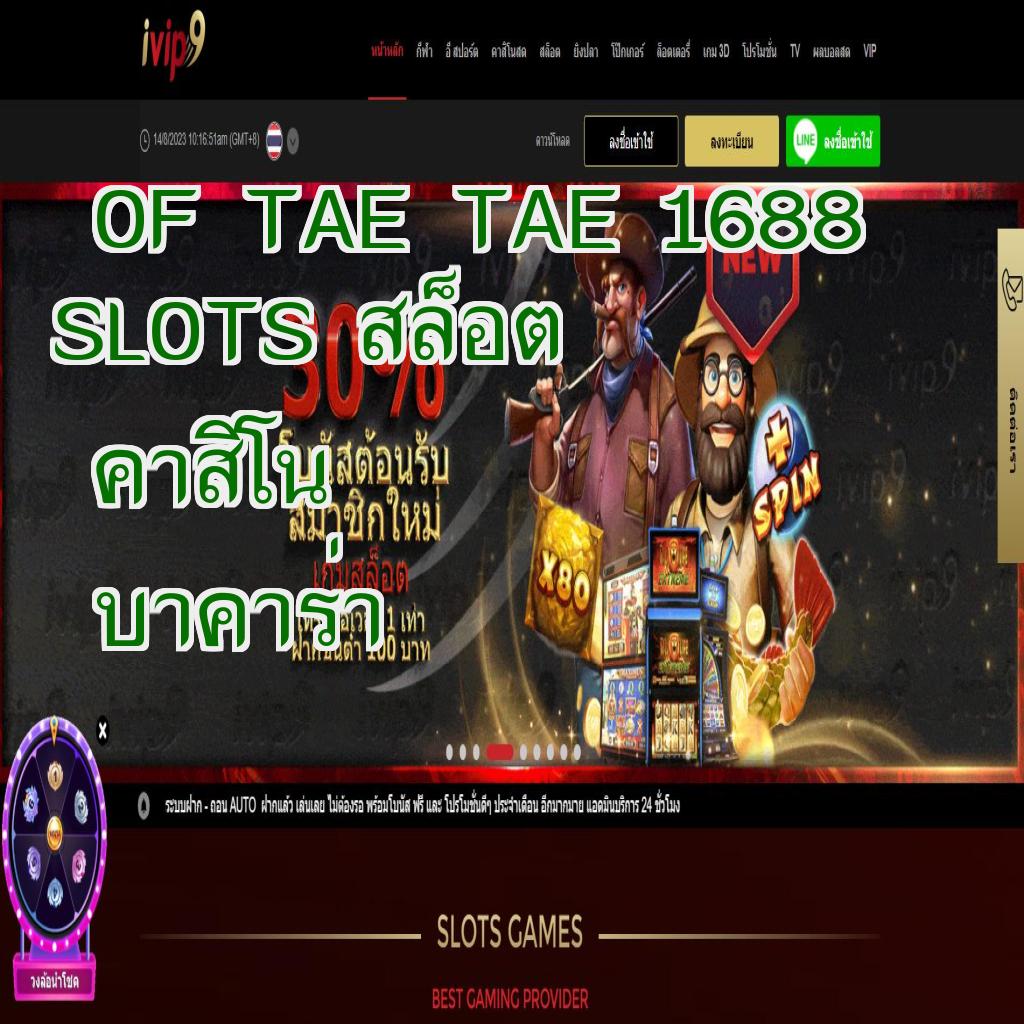 ivip9
หน้าหลัก กีฬา อีสปอร์ต คาสิโนสด สล็อต ยิงปลา โป๊กเกอร์ ล็อตเตอรี่ เกม 3D โปรโมชั่น TV ผลบอลสด VIP
14/8/2023 10:16:51am (GMT+8)
ดาวน์โหลด ลงชื่อเข้าใช้ ลงทะเบียน LINE ลงชื่อเข้าใช้
OF TAE TAE 1688
NEW
SLOTS สล็อต
30%
คาสิโน
โบนัสต้อนรับ
สมาชิกใหม่
เกมสล็อต
บาคาร่า
1 เท่า
ฝากขั้นต่ำ 100 บาท
+
SPIN
X80
EXTREME
ติดต่อเรา
X
ระบบฝาก - ถอน AUTO ฝากแล้ว เล่นเลย ไม่ต้องรอ พร้อมโบนัส ฟรี และ โปรโมชั่นดีๆ ประจำเดือน อีกมากมาย แอดมินบริการ 24 ชั่วโมง
SLOTS GAMES
วงล้อนำโชค
BEST GAMING PROVIDER